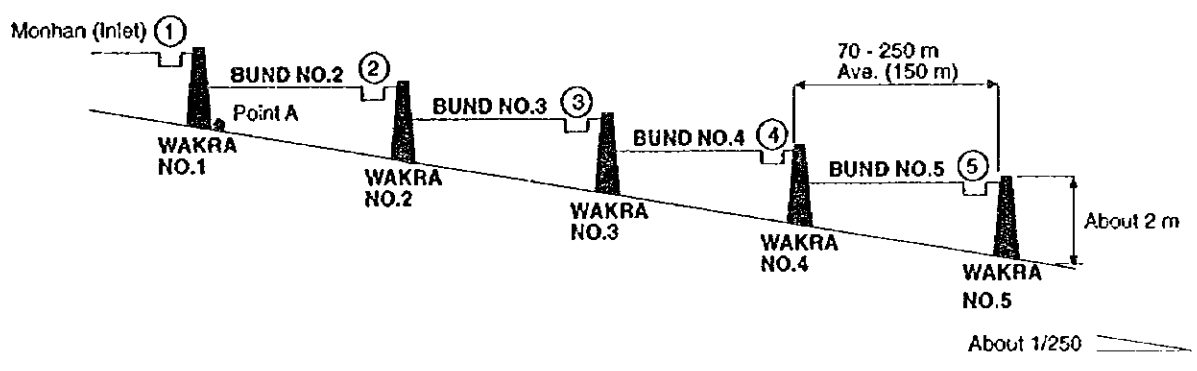 Monhan (Inlet) ①
BUND NO.2 ②
Point A
WAKRA
NO.1
BUND NO.3 ③
WAKRA
NO.2
BUND NO.4 ④
WAKRA
NO.3
70 - 250 m
Ave. (150 m)
BUND NO.5 ⑤
WAKRA
NO.4
About 2 m
WAKRA
NO.5
About 1/250